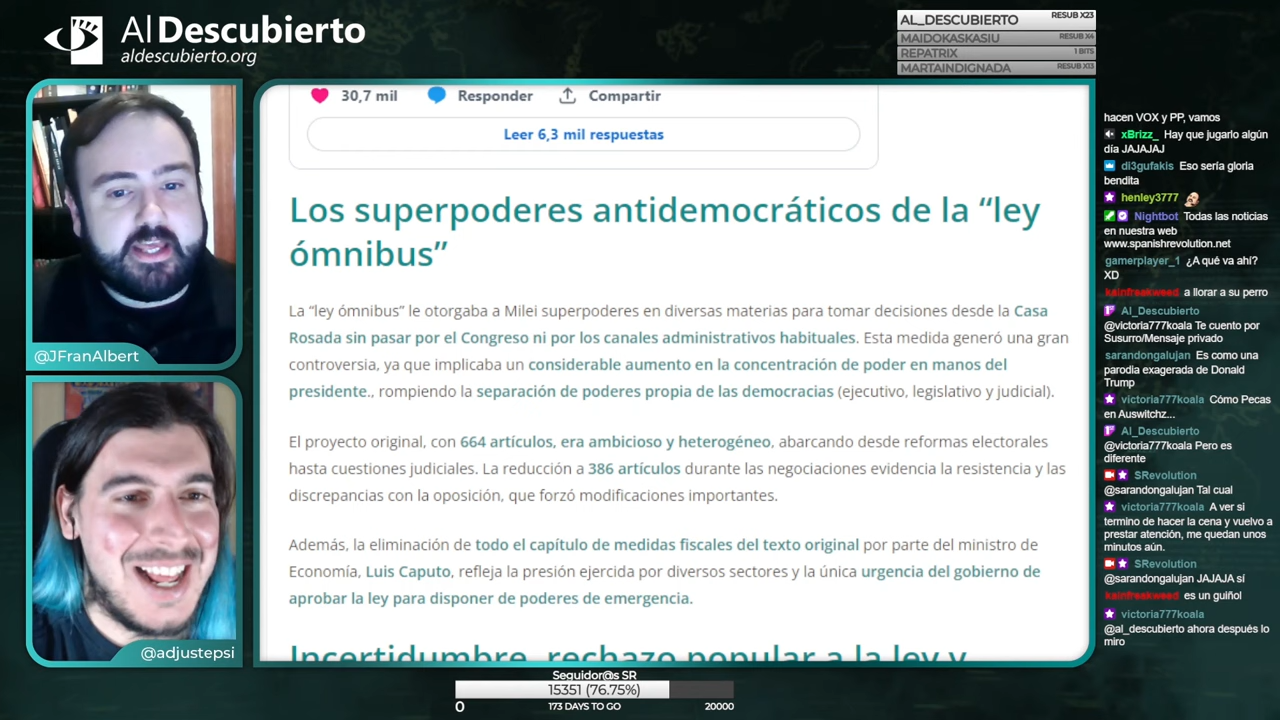 Al Descubierto
aldescubierto.org
AL_DESCUBIERTO RESUB X23
MAIDOKASKASIU RESUB X4
REPATRIX 1 BITS
MARTAINDIGNADA RESUB X13
@JFranAlbert
@adjustepsi
30,7 mil Responder Compartir
Leer 6,3 mil respuestas
Los superpoderes antidemocráticos de la “ley
ómnibus”
La “ley ómnibus” le otorgaba a Milei superpoderes en diversas materias para tomar decisiones desde la Casa
Rosada sin pasar por el Congreso ni por los canales administrativos habituales. Esta medida generó una gran
controversia, ya que implicaba un considerable aumento en la concentración de poder en manos del
presidente., rompiendo la separación de poderes propia de las democracias (ejecutivo, legislativo y judicial).
El proyecto original, con 664 artículos, era ambicioso y heterogéneo, abarcando desde reformas electorales
hasta cuestiones judiciales. La reducción a 386 artículos durante las negociaciones evidencia la resistencia y las
discrepancias con la oposición, que forzó modificaciones importantes.
Además, la eliminación de todo el capítulo de medidas fiscales del texto original por parte del ministro de
Economía, Luis Caputo, refleja la presión ejercida por diversos sectores y la única urgencia del gobierno de
aprobar la ley para disponer de poderes de emergencia.
Incertidumbre, rechazo popular a la ley y
hacen VOX y PP, vamos
xBrizz_ Hay que jugarlo algún
día JAJAJAJ
di3gufakis Eso sería gloria
bendita
henley3777
Nightbot Todas las noticias
en nuestra web
www.spanishrevolution.net
gamerplayer_1 ¿A qué va ahí?
XD
kainfreakweed a llorar a su perro
Al_Descubierto
@victoria777koala Te cuento por
Susurro/Mensaje privado
sarandongalujan Es como una
parodia exagerada de Donald
Trump
victoria777koala Cómo Pecas
en Auswitchz...
Al_Descubierto
@victoria777koala Pero es
diferente
SRevolution
@sarandongalujan Tal cual
victoria777koala A ver si
termino de hacer la cena y vuelvo a
prestar atención, me quedan unos
minutos aún.
SRevolution
@sarandongalujan JAJAJA sí
kainfreakweed es un guiñol
victoria777koala
@al_descubierto ahora después lo
miro
Seguidor@s SR
15351 (76.75%)
0 173 DAYS TO GO 20000